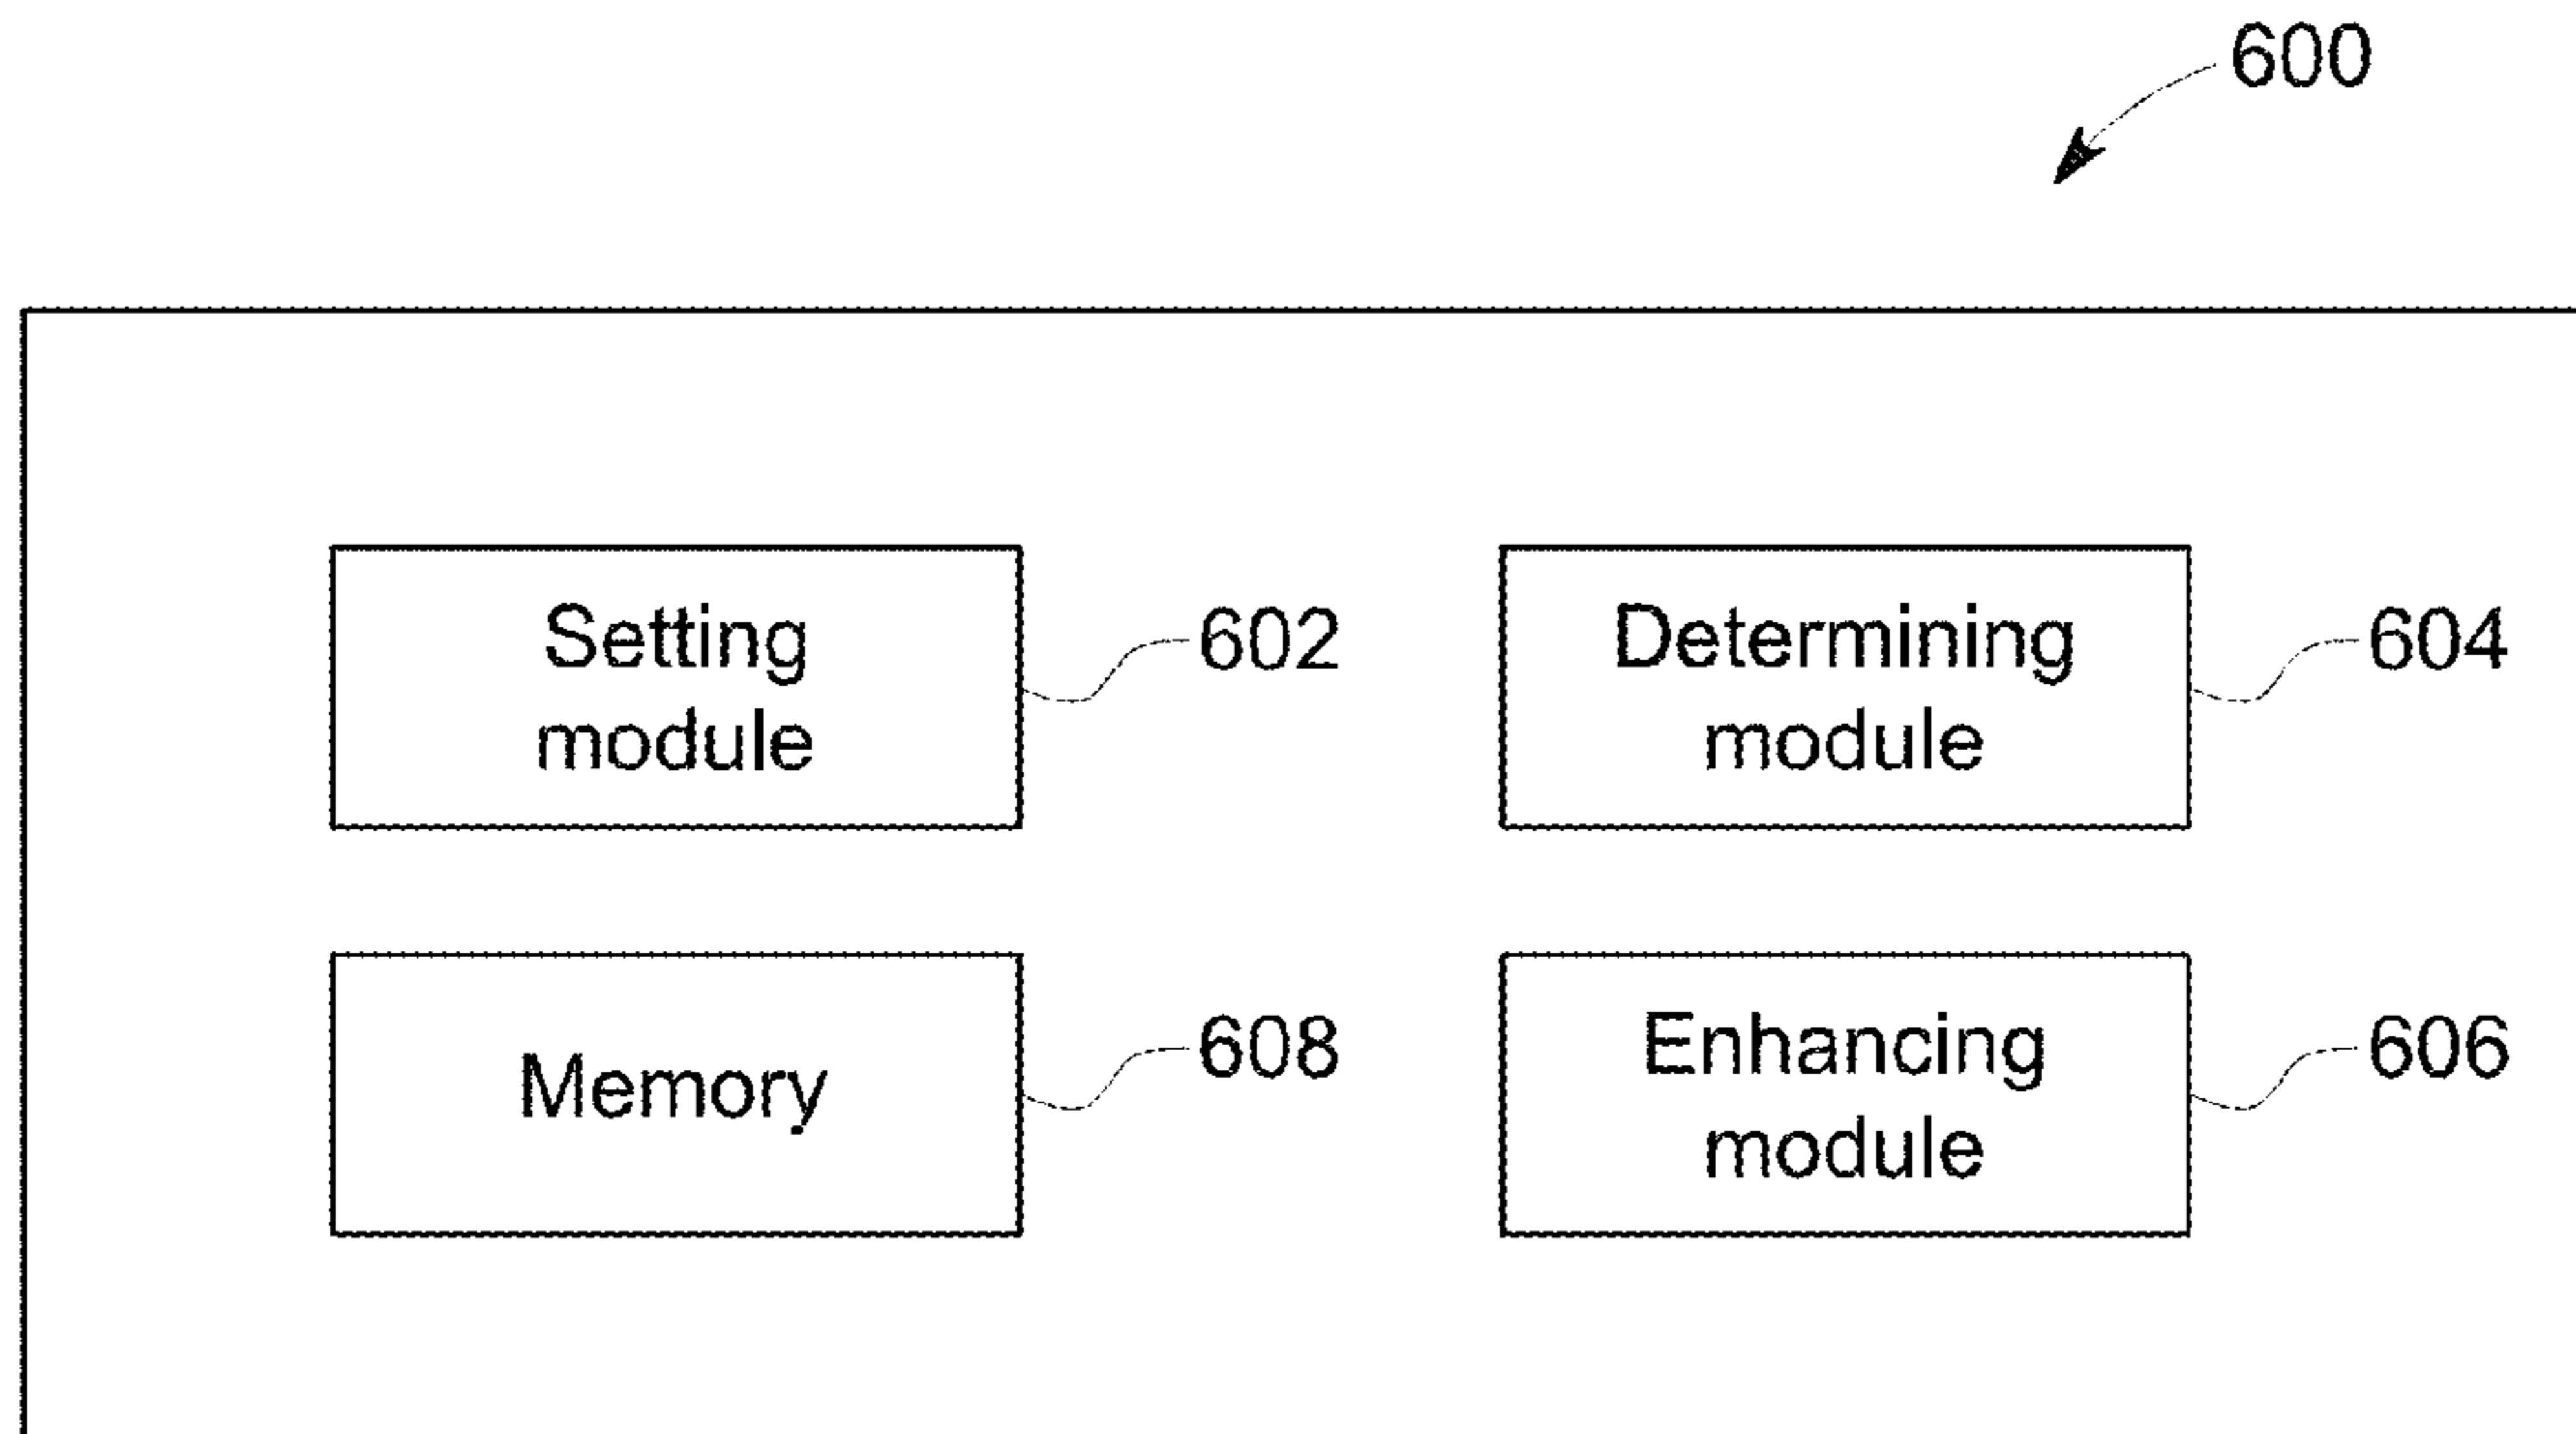 600
Setting
module
602
Determining
module
604
Memory
608
Enhancing
module
606